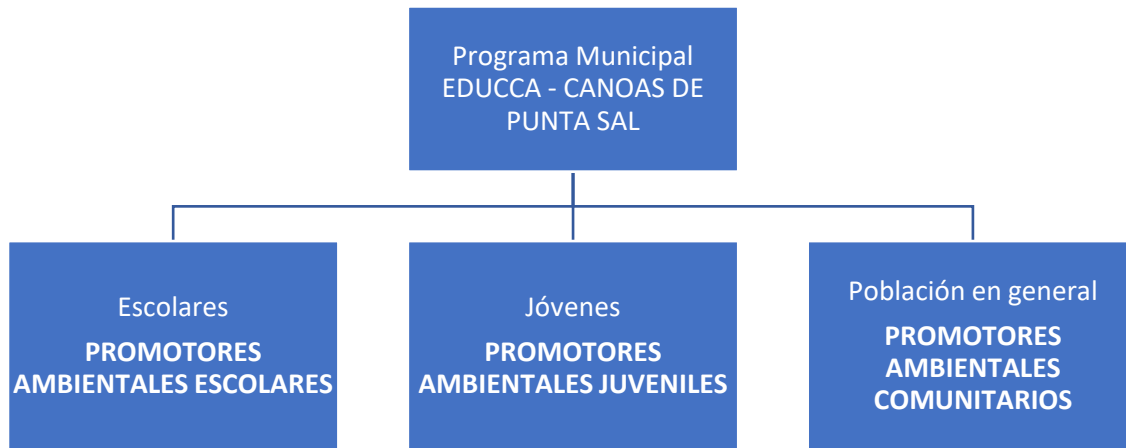 Programa Municipal
EDUCCA - CANOAS DE
PUNTA SAL
Escolares
PROMOTORES
AMBIENTALES ESCOLARES
Jóvenes
PROMOTORES
AMBIENTALES JUVENILES
Población en general
PROMOTORES
AMBIENTALES
COMUNITARIOS